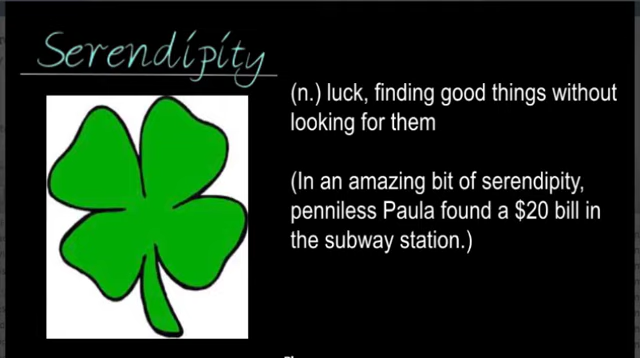 Serendipity
(n.) luck, finding good things without
looking for them
(In an amazing bit of serendipity,
penniless Paula found a $20 bill in
the subway station.)